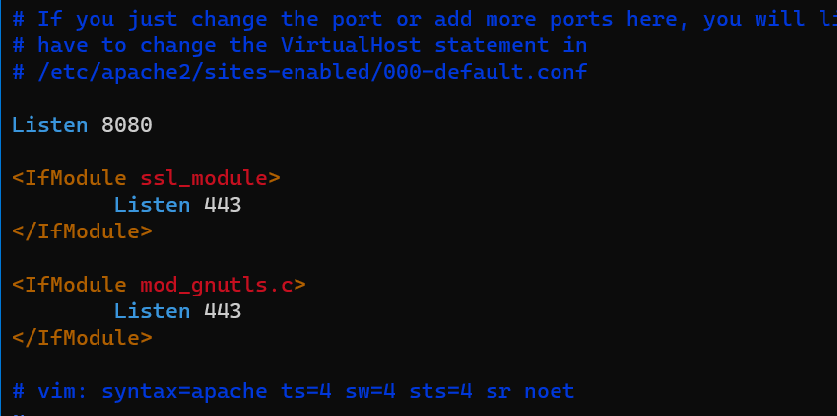 # If you just change the port or add more ports here, you will
# have to change the VirtualHost statement in
# /etc/apache2/sites-enabled/000-default.conf
Listen 8080
<IfModule ssl_module>
Listen 443
</IfModule>
<IfModule mod_gnutls.c>
Listen 443
</IfModule>
# vim: syntax=apache ts=4 sw=4 sts=4 sr noet